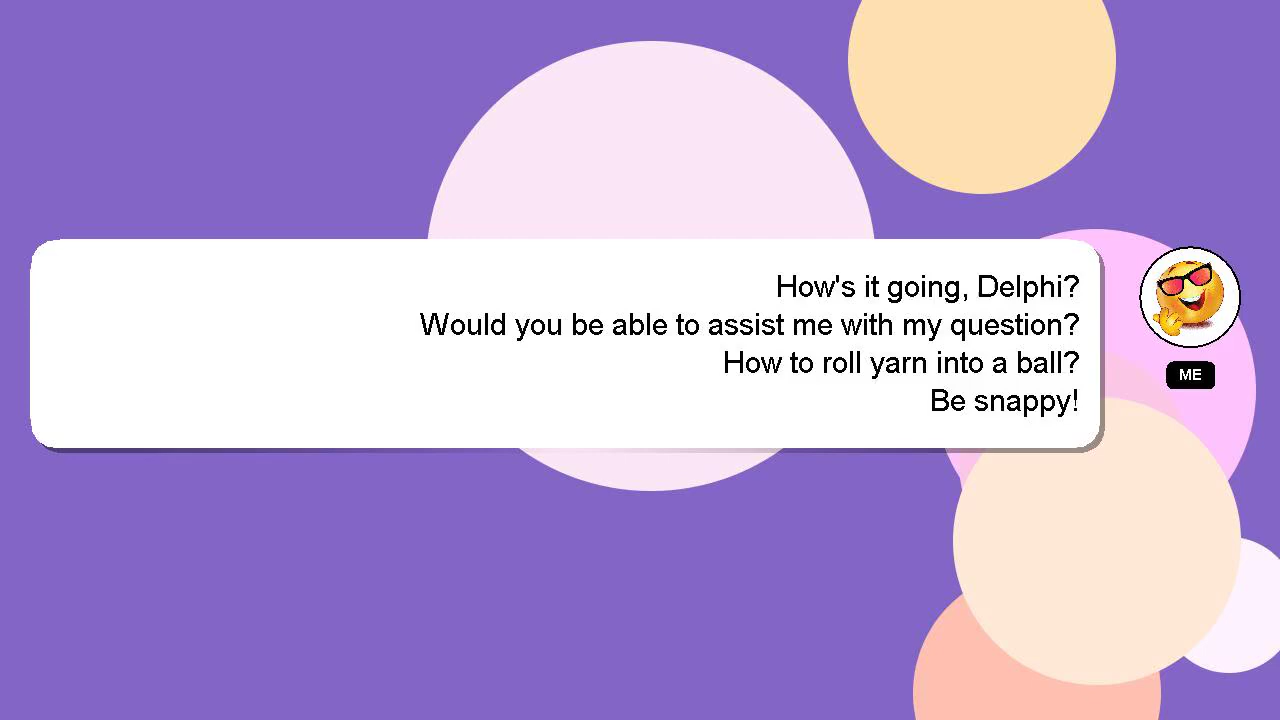 How's it going, Delphi?
Would you be able to assist me with my question?
How to roll yarn into a ball?
Be snappy!
ME